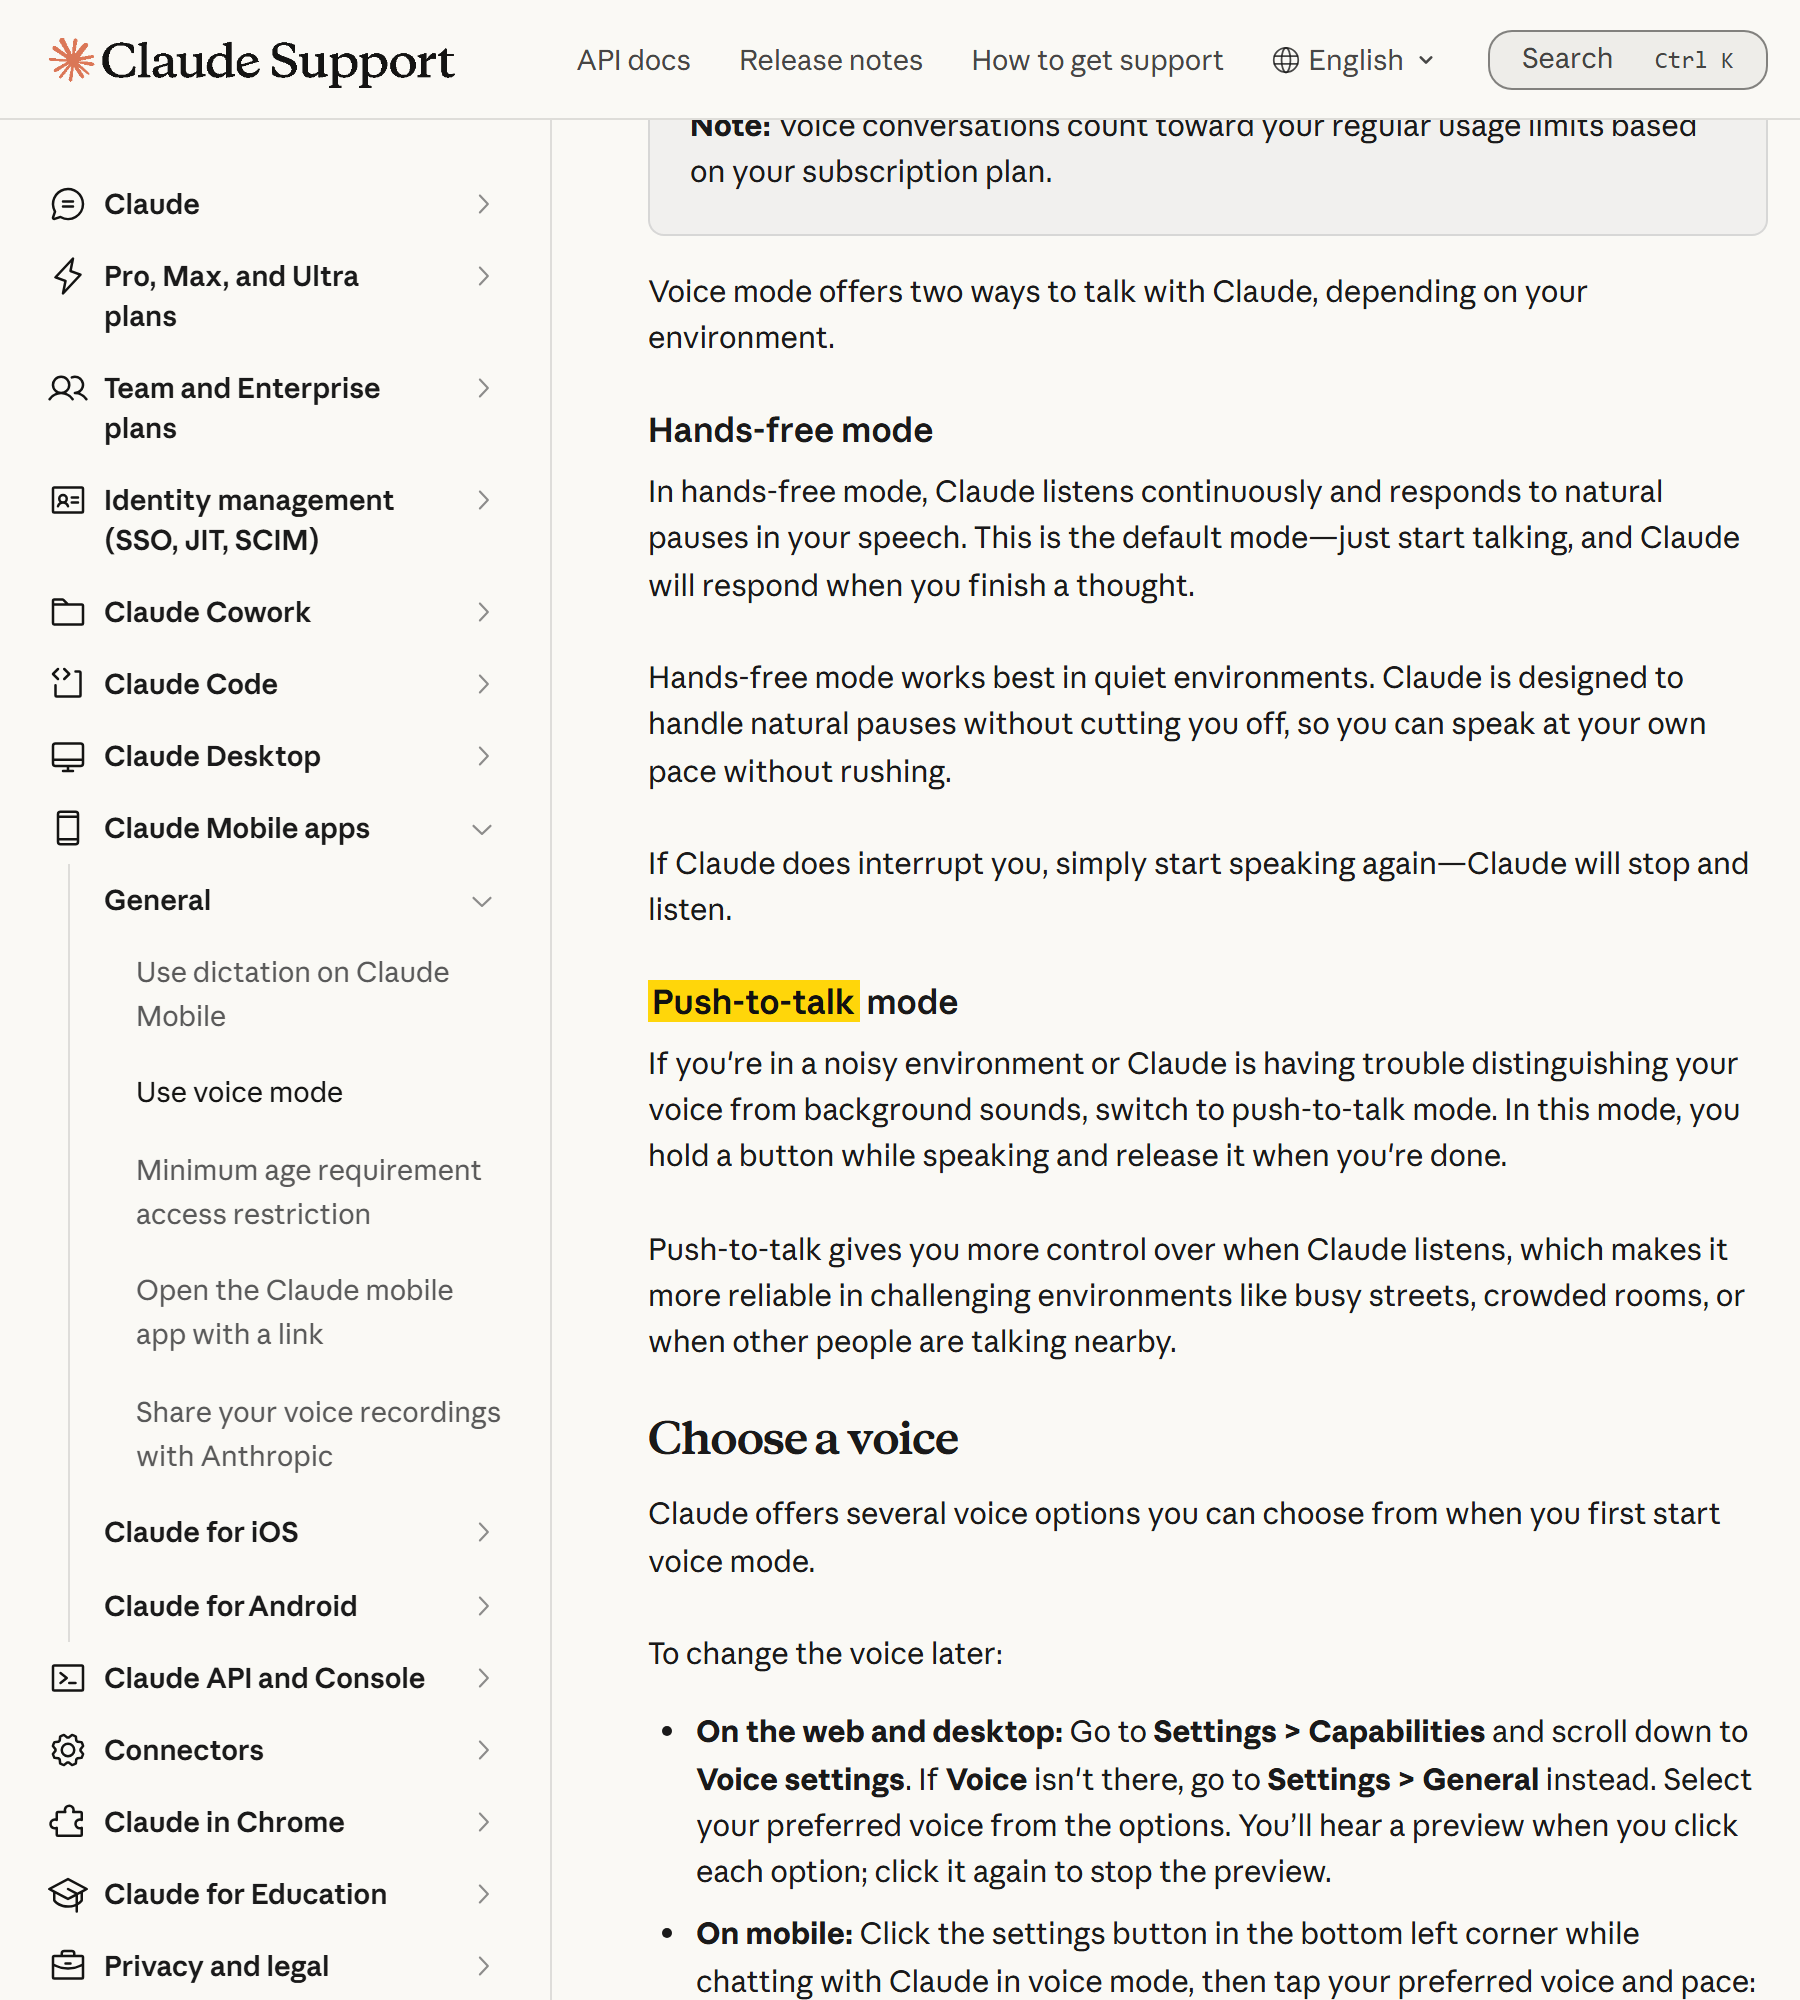 Claude Support
API docs
Release notes
How to get support
English
Search Ctrl K
Claude
Pro, Max, and Ultra
plans
Team and Enterprise
plans
Identity management
(SSO, JIT, SCIM)
Claude Cowork
Claude Code
Claude Desktop
Claude Mobile apps
General
Use dictation on Claude
Mobile
Use voice mode
Minimum age requirement
access restriction
Open the Claude mobile
app with a link
Share your voice recordings
with Anthropic
Claude for iOS
Claude for Android
Claude API and Console
Connectors
Claude in Chrome
Claude for Education
Privacy and legal
Note: Voice conversations count toward your regular usage limits based
on your subscription plan.
Voice mode offers two ways to talk with Claude, depending on your
environment.
Hands-free mode
In hands-free mode, Claude listens continuously and responds to natural
pauses in your speech. This is the default mode—just start talking, and Claude
will respond when you finish a thought.
Hands-free mode works best in quiet environments. Claude is designed to
handle natural pauses without cutting you off, so you can speak at your own
pace without rushing.
If Claude does interrupt you, simply start speaking again—Claude will stop and
listen.
Push-to-talk mode
If you're in a noisy environment or Claude is having trouble distinguishing your
voice from background sounds, switch to push-to-talk mode. In this mode, you
hold a button while speaking and release it when you're done.
Push-to-talk gives you more control over when Claude listens, which makes it
more reliable in challenging environments like busy streets, crowded rooms, or
when other people are talking nearby.
Choose a voice
Claude offers several voice options you can choose from when you first start
voice mode.
To change the voice later:
• On the web and desktop: Go to Settings > Capabilities and scroll down to
Voice settings. If Voice isn't there, go to Settings > General instead. Select
your preferred voice from the options. You’ll hear a preview when you click
each option; click it again to stop the preview.
• On mobile: Click the settings button in the bottom left corner while
chatting with Claude in voice mode, then tap your preferred voice and pace: